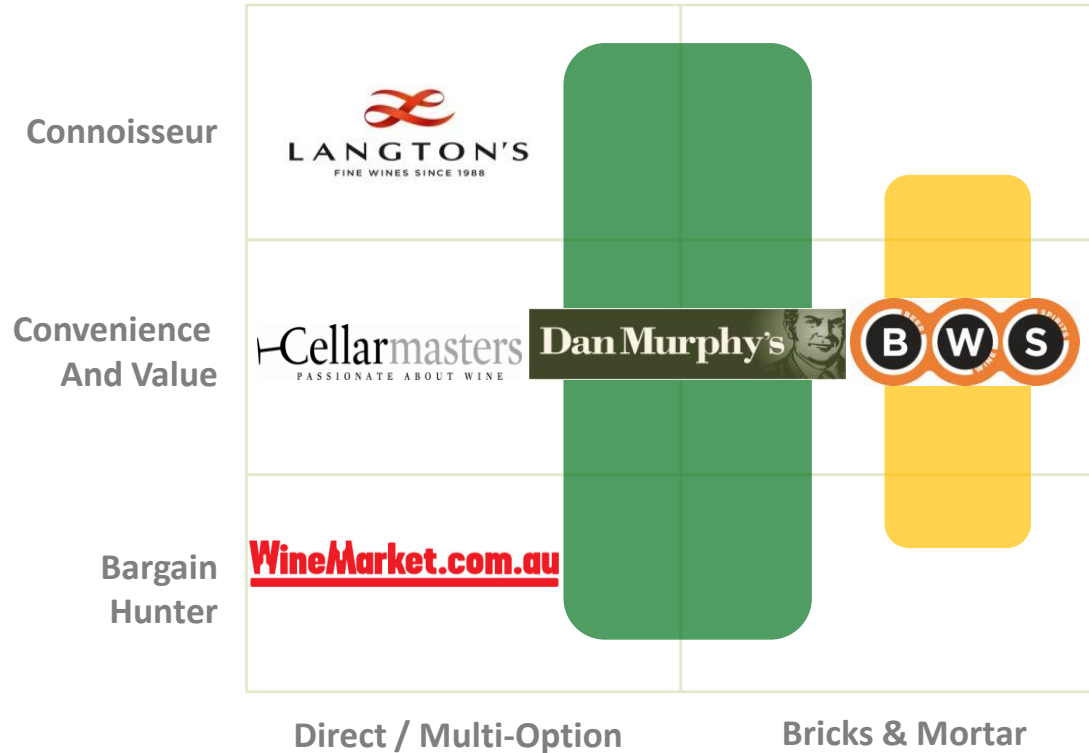 Connoisseur
LANGTON'S
FINE WINES SINCE 1988
Convenience
And Value
Cellarmasters
PASSIONATE ABOUT WINE
Dan Murphy's
BEER
B W S
WINE
SPIRITS
Bargain
Hunter
WineMarket.com.au
Direct / Multi-Option
Bricks & Mortar